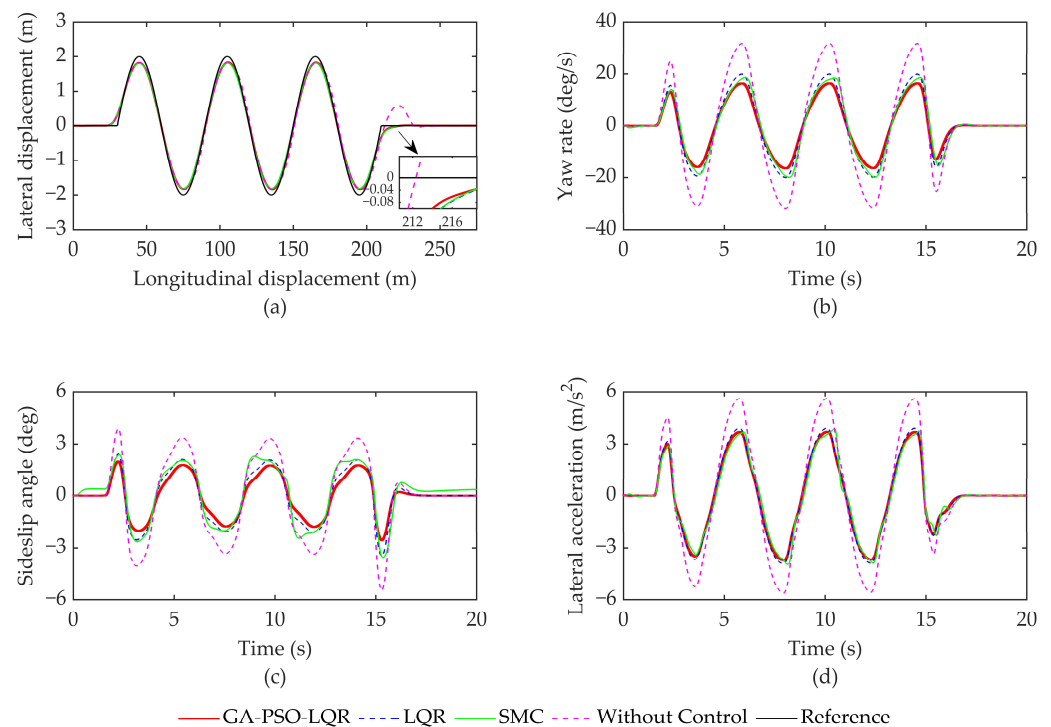 3
2
1
0
−1
−2
−3
Lateral displacement (m)
0
−0.04
−0.08
212 216
0 50 100 150 200 250
Longitudinal displacement (m)
(a)
40
20
0
−20
−40
Yaw rate (deg/s)
0 5 10 15 20
Time (s)
(b)
6
3
0
−3
−6
Sideslip angle (deg)
0 5 10 15 20
Time (s)
(c)
6
3
0
−3
−6
Lateral acceleration (m/s²)
0 5 10 15 20
Time (s)
(d)
GA-PSO-LQR LQR SMC Without Control Reference